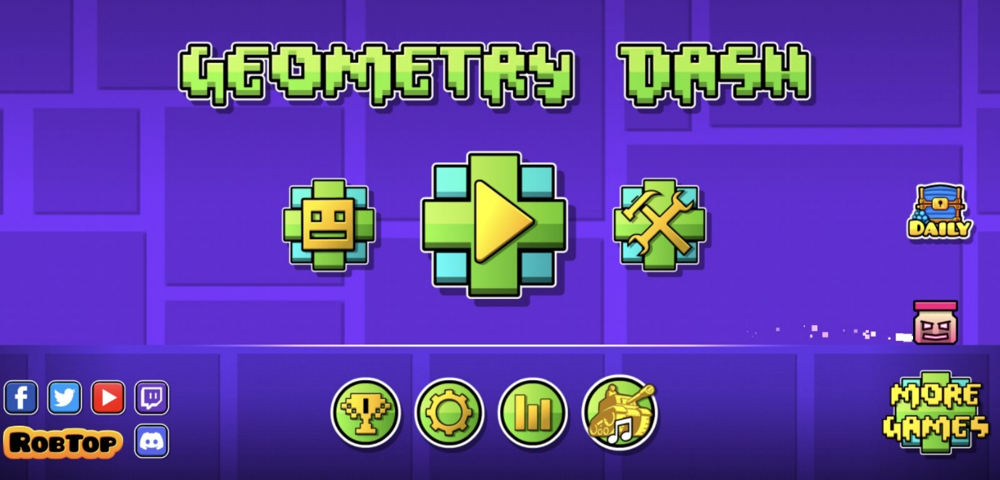 GEOMETRY DASH
DAILY
ROBTOP
MORE
GAMES